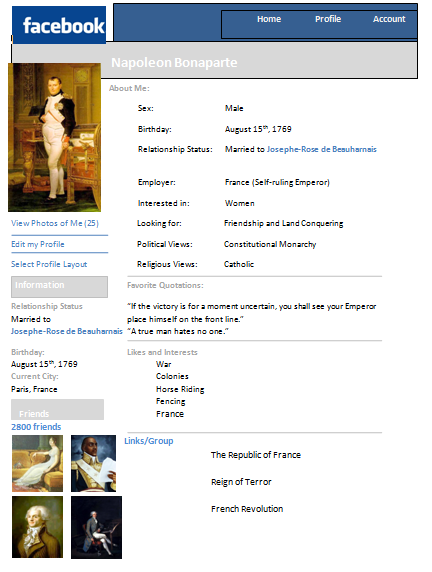 facebook
Home Profile Account
Napoleon Bonaparte
About Me:
Sex: Male
Birthday: August 15th, 1769
Relationship Status: Married to Josephe-Rose de Beauharnais
Employer: France (Self-ruling Emperor)
Interested in: Women
Looking for: Friendship and Land Conquering
Political Views: Constitutional Monarchy
Religious Views: Catholic
View Photos of Me (25)
Edit my Profile
Select Profile Layout
Information
Relationship Status
Married to
Josephe-Rose de Beauharnais
Birthday:
August 15th, 1769
Current City:
Paris, France
Friends
2800 friends
Favorite Quotations:
“If the victory is for a moment uncertain, you shall see your Emperor
place himself on the front line.”
“A true man hates no one.”
Likes and Interests
War
Colonies
Horse Riding
Fencing
France
Links/Group
The Republic of France
Reign of Terror
French Revolution